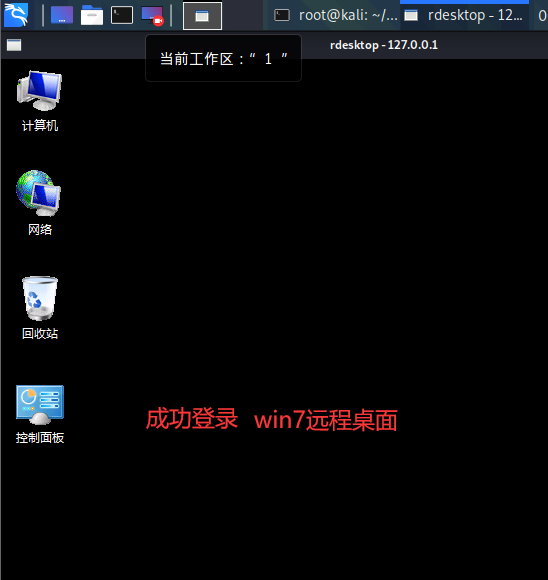 root@kali: ~/...
rdesktop - 12...
0
rdesktop - 127.0.0.1
当前工作区：“ 1 ”
计算机
网络
回收站
控制面板
成功登录 win7远程桌面